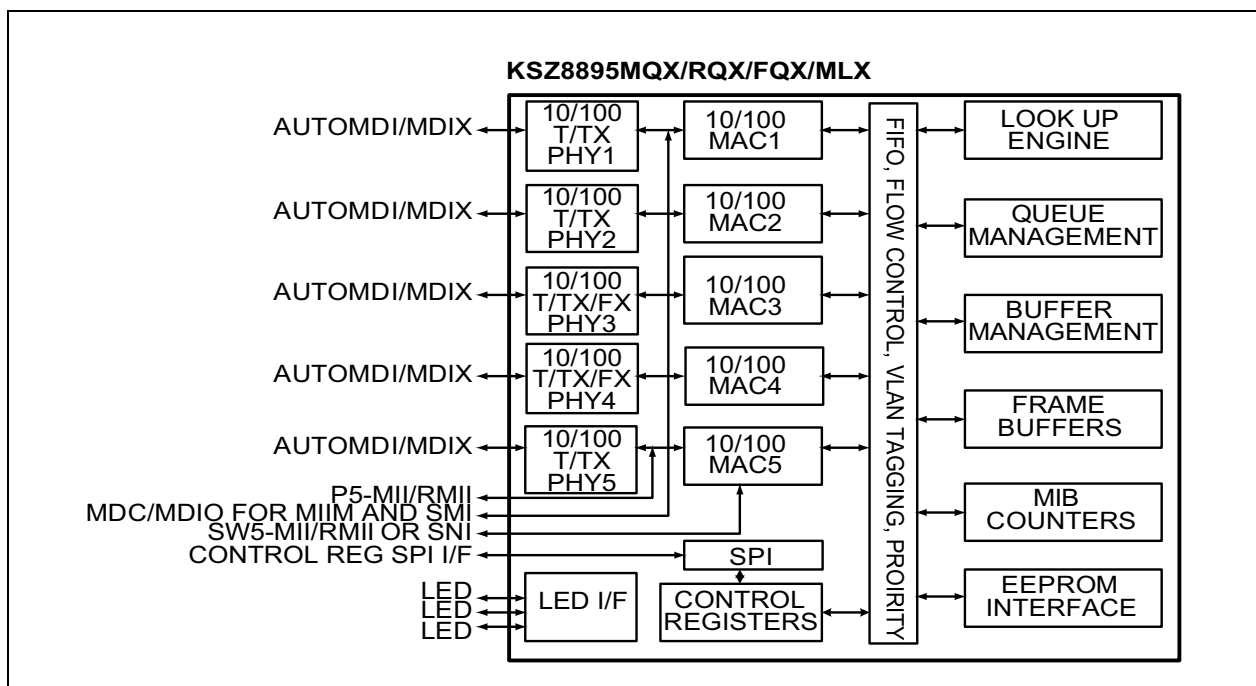 KSZ8895MQX/RQX/FQX/MLX
AUTOMDI/MDIX
10/100
T/TX
PHY1
10/100
MAC1
LOOK UP
ENGINE
AUTOMDI/MDIX
10/100
T/TX
PHY2
10/100
MAC2
QUEUE
MANAGEMENT
AUTOMDI/MDIX
10/100
T/TX/FX
PHY3
10/100
MAC3
BUFFER
MANAGEMENT
AUTOMDI/MDIX
10/100
T/TX/FX
PHY4
10/100
MAC4
FRAME
BUFFERS
AUTOMDI/MDIX
10/100
T/TX
PHY5
10/100
MAC5
MIB
COUNTERS
P5-MII/RMII
MDC/MDIO FOR MIIM AND SMI
SW5-MII/RMII OR SNI
CONTROL REG SPI I/F
SPI
LED
LED
LED
LED I/F
CONTROL
REGISTERS
EEPROM
INTERFACE
FIFO, FLOW CONTROL, VLAN TAGGING, PROIRITY